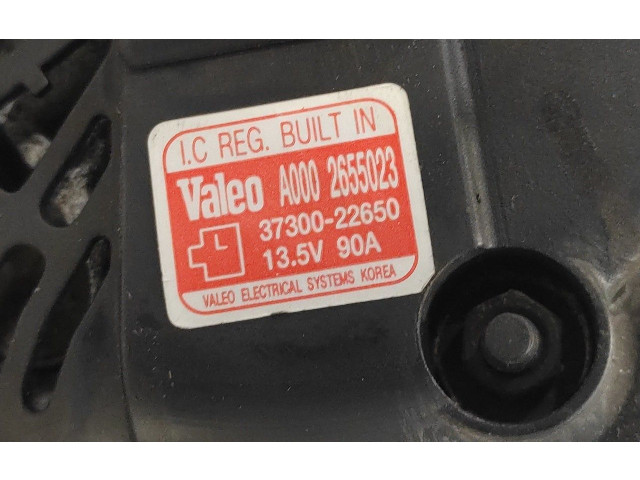 I.C REG. BUILT IN
Valeo A000 2655023
37300-22650
13.5V 90A
VALEO ELECTRICAL SYSTEMS KOREA